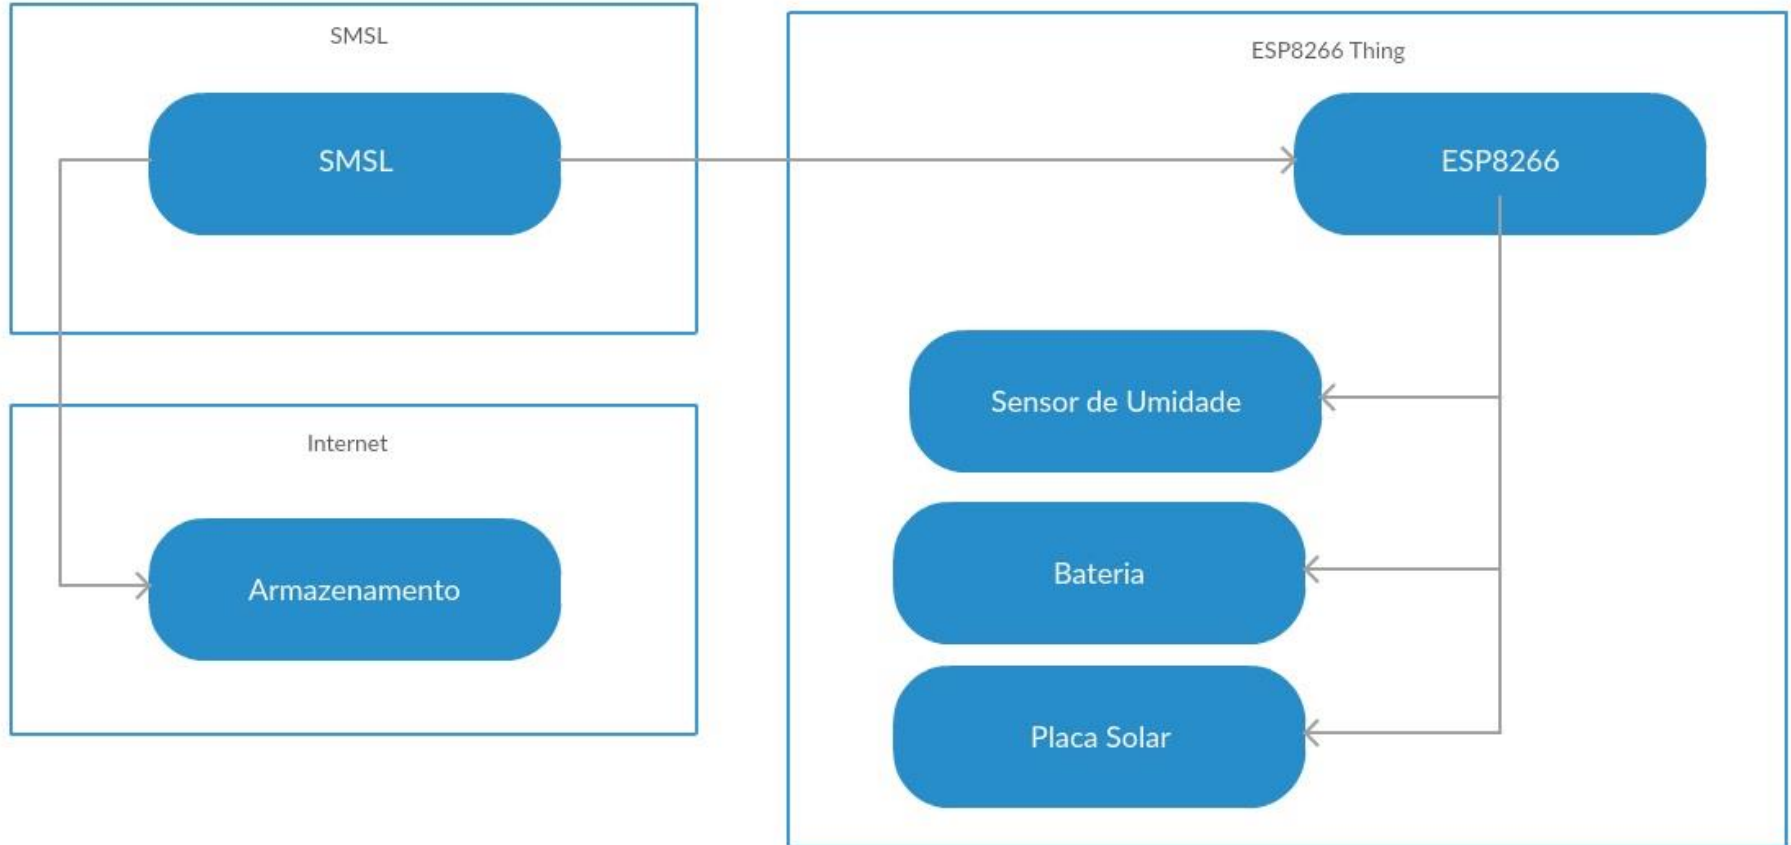 SMSL
SMSL
Internet
Armazenamento
ESP8266 Thing
ESP8266
Sensor de Umidade
Bateria
Placa Solar